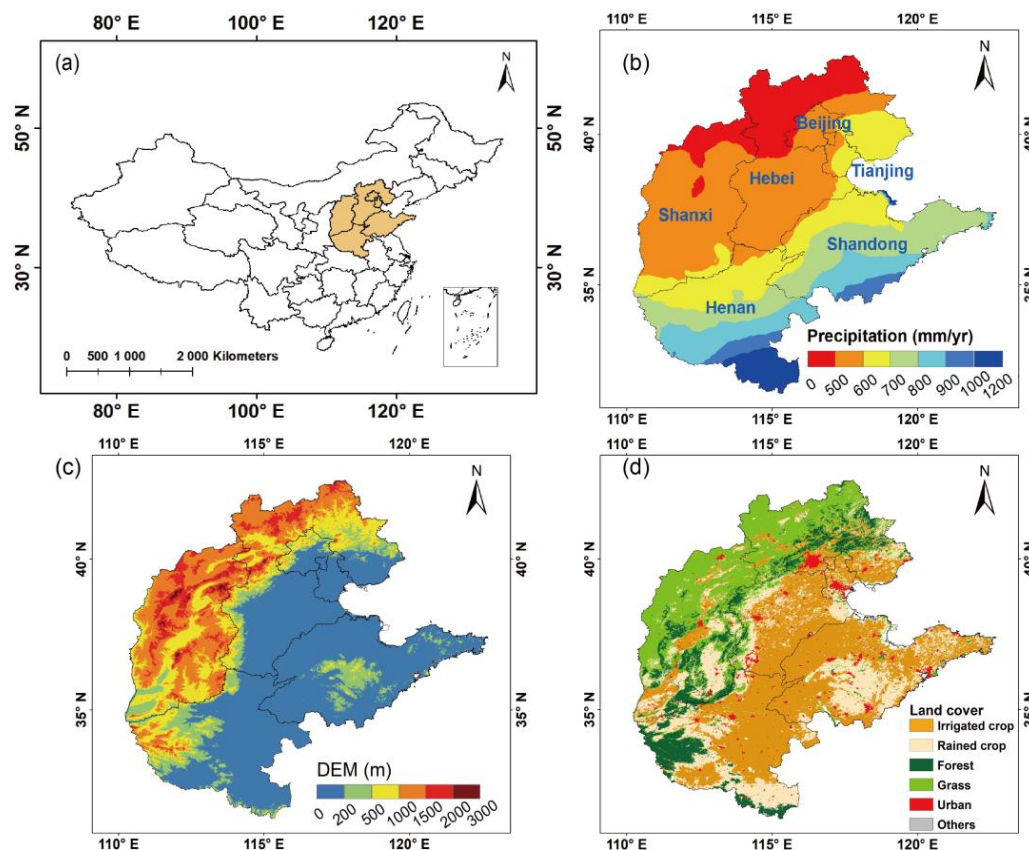 80° E 100° E 120° E
(a)
N
50° N
30° N
50° N
30° N
0 500 1 000 2 000 Kilometers
80° E 100° E 120° E
110° E 115° E 120° E
(b)
N
40° N
35° N
40° N
35° N
Beijing
Tianjing
Hebei
Shanxi
Shandong
Henan
Precipitation (mm/yr)
0 500 600 700 800 900 1000 1200
110° E 115° E 120° E
110° E 115° E 120° E
(c)
N
40° N
35° N
40° N
35° N
DEM (m)
0 200 500 1000 1500 2000 3000
110° E 115° E 120° E
110° E 115° E 120° E
(d)
N
40° N
35° N
40° N
35° N
Land cover
Irrigated crop
Rained crop
Forest
Grass
Urban
Others
110° E 115° E 120° E